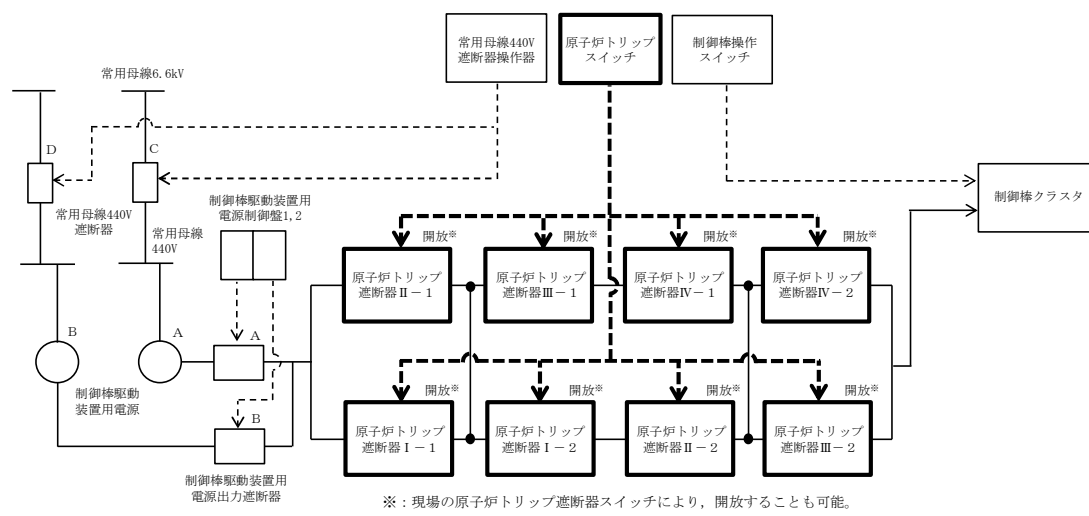 常用母線440V
遮断器操作器
原子炉トリップ
スイッチ
制御棒操作
スイッチ
常用母線6.6kV
D
C
制御棒クラスタ
制御棒駆動装置用
電源制御盤1,2
常用母線440V
遮断器
常用母線
440V
開放※
開放※
開放※
開放※
原子炉トリップ
遮断器Ⅱ－1
原子炉トリップ
遮断器Ⅲ－1
原子炉トリップ
遮断器Ⅳ－1
原子炉トリップ
遮断器Ⅳ－2
B
A
A
制御棒駆動
装置用電源
開放※
開放※
開放※
開放※
B
原子炉トリップ
遮断器Ⅰ－1
原子炉トリップ
遮断器Ⅰ－2
原子炉トリップ
遮断器Ⅱ－2
原子炉トリップ
遮断器Ⅲ－2
制御棒駆動装置用
電源出力遮断器
※：現場の原子炉トリップ遮断器スイッチにより，開放することも可能。